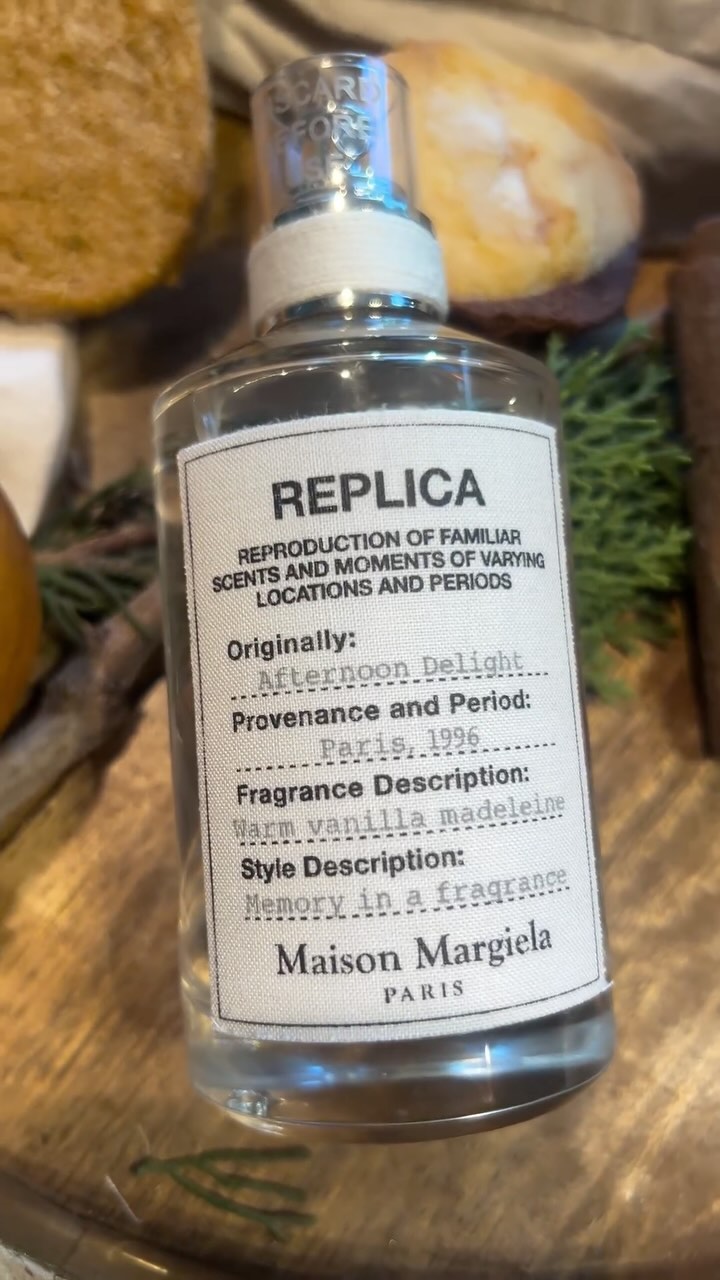 REPLICA
REPRODUCTION OF FAMILIAR
SCENTS AND MOMENTS OF VARYING
LOCATIONS AND PERIODS
Originally:
Afternoon Delight
Provenance and Period:
Paris, 1996
Fragrance Description:
Warm vanilla madeleine
Style Description:
Memory in a fragrance
Maison Margiela
PARIS